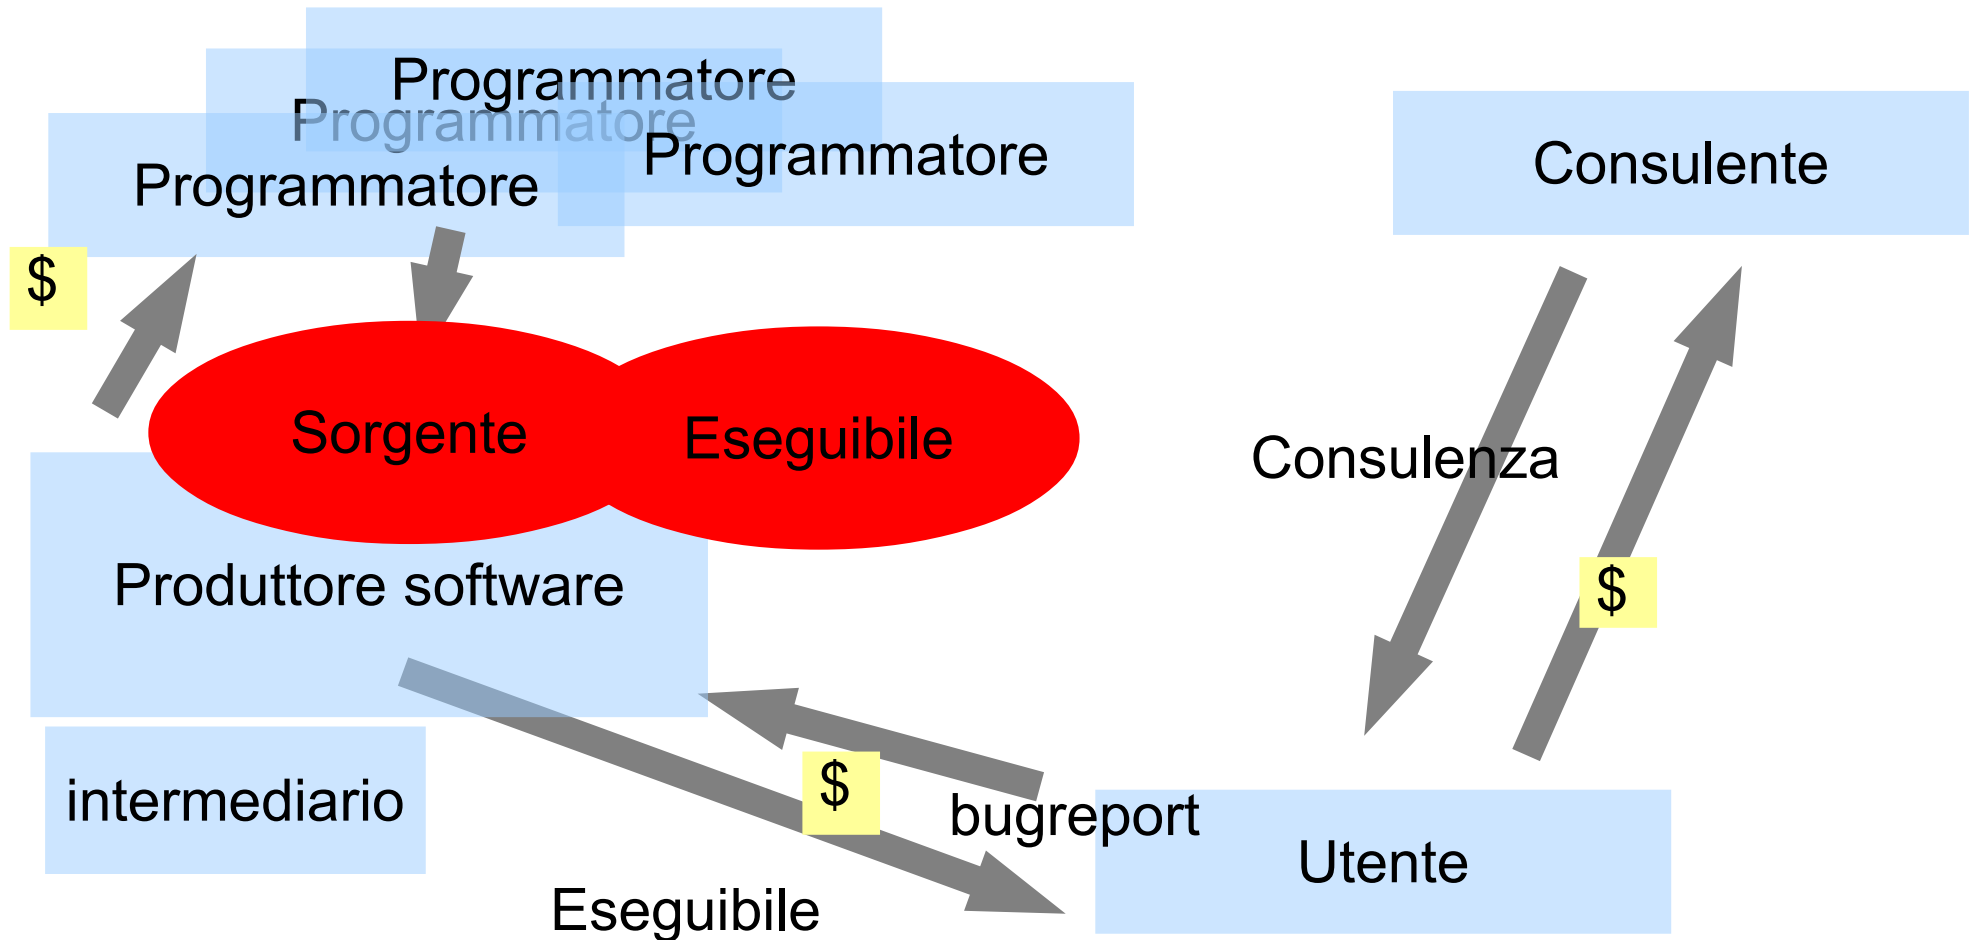 Programmatore
Programmatore
Programmatore
Programmatore
Consulente
$
Sorgente
Eseguibile
Consulenza
Produttore software
$
$
intermediario
bugreport
Utente
Eseguibile